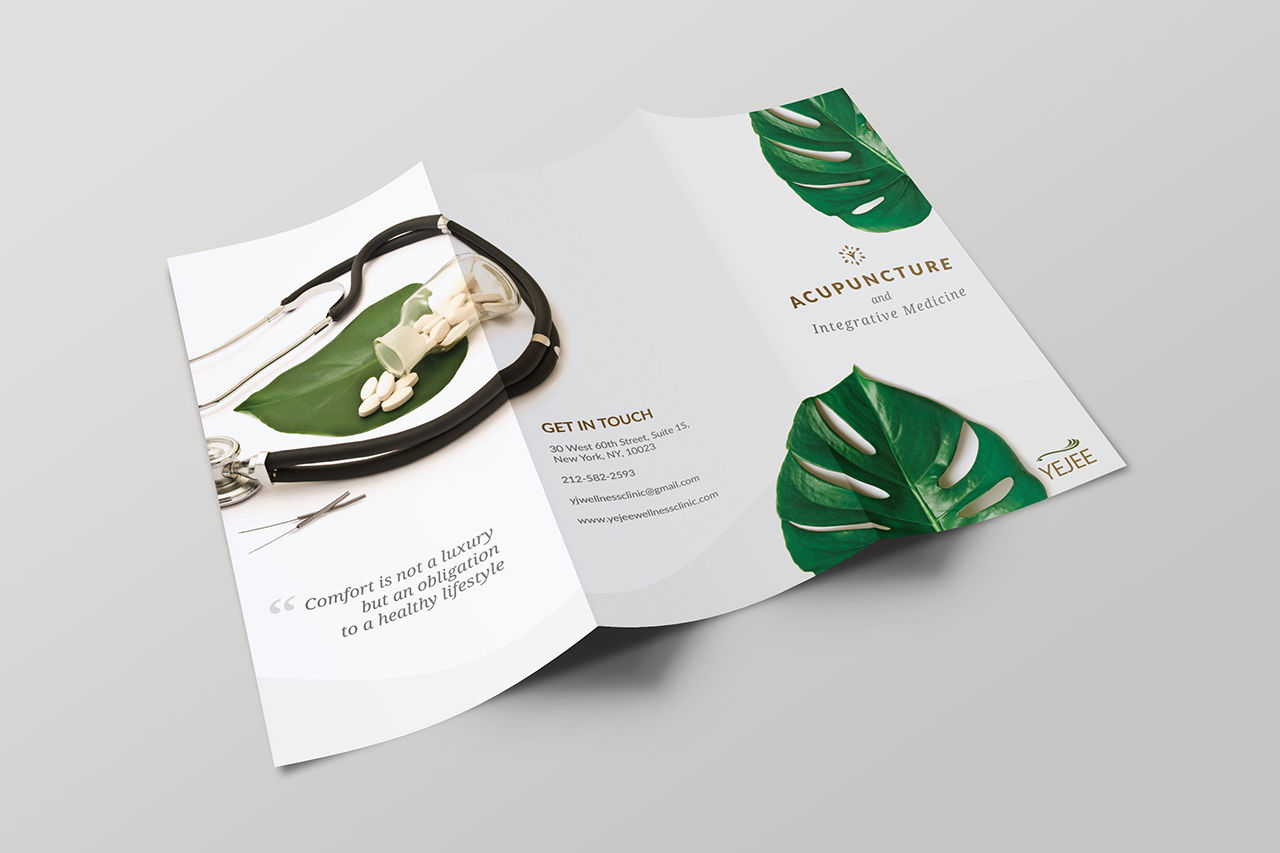 “ Comfort is not a luxury
but an obligation
to a healthy lifestyle
GET IN TOUCH
30 West 60th Street, Suite 1S,
New York, NY, 10023
212-582-2593
yjwellnessclinic@gmail.com
www.yejeewellnessclinic.com
ACUPUNCTURE
and
Integrative Medicine
YEJEE